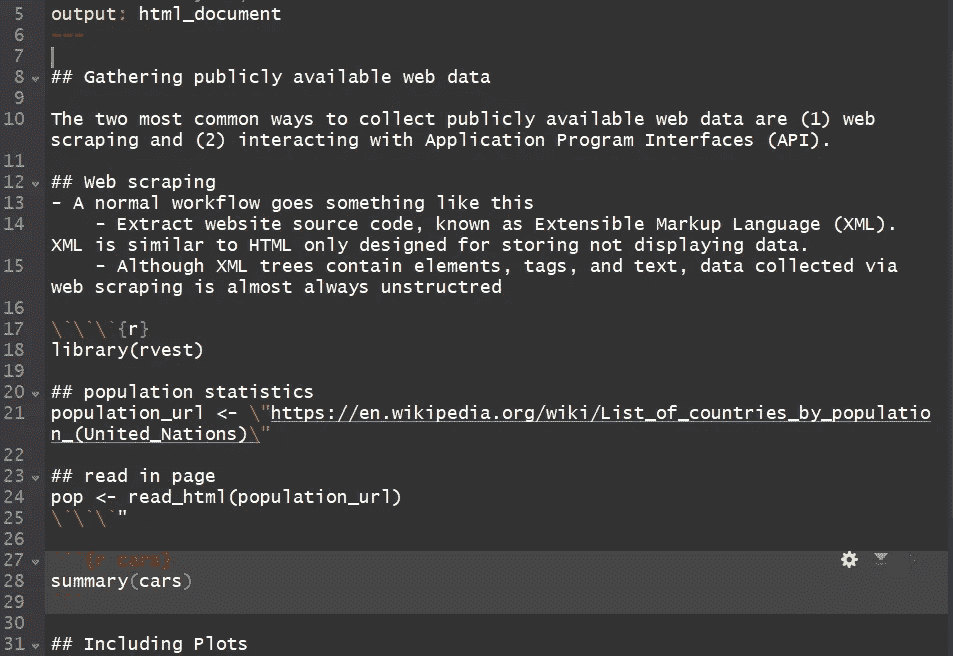 5 output: html_document
6 ---
7
8 ## Gathering publicly available web data
9
10 The two most common ways to collect publicly available web data are (1) web
scraping and (2) interacting with Application Program Interfaces (API).
11
12 ## Web scraping
13 - A normal workflow goes something like this
14     - Extract website source code, known as Extensible Markup Language (XML).
XML is similar to HTML only designed for storing not displaying data.
15     - Although XML trees contain elements, tags, and text, data collected via
web scraping is almost always unstructred
16
17 \`\`\`{r}
18 library(rvest)
19
20 ## population statistics
21 population_url <- \"https://en.wikipedia.org/wiki/List_of_countries_by_populatio
n_(United_Nations)\"
22
23 ## read in page
24 pop <- read_html(population_url)
25 \`\`\`"
26
27 ```{r cars}
28 summary(cars)
29
30
31 ## Including Plots